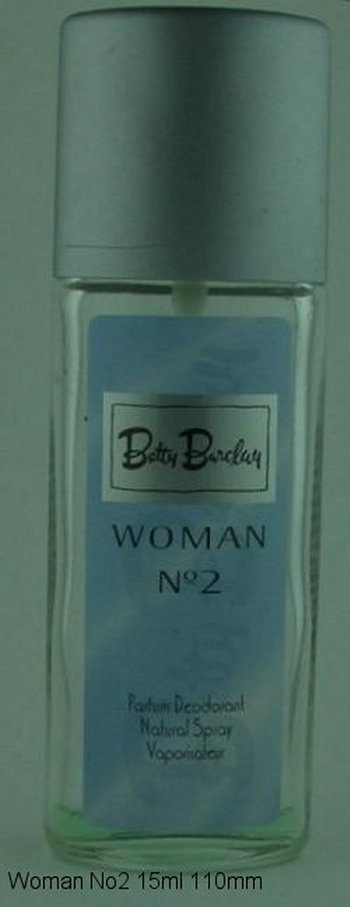 Betty Barclay
WOMAN
Nº2
Parfum Deodorant
Natural Spray
Vaporisateur
Woman No2 15ml 110mm